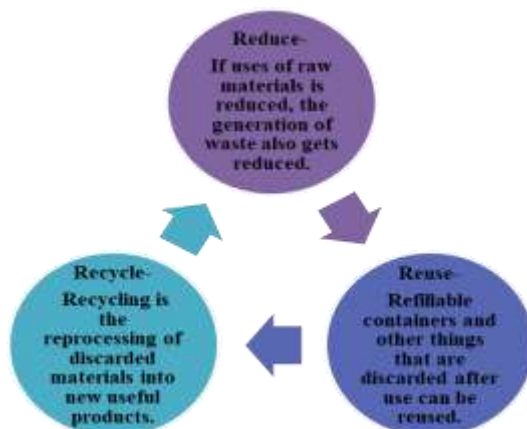 Reduce-
If uses of raw
materials is
reduced, the
generation of
waste also gets
reduced.
Reuse-
Refillable
containers and
other things
that are
discarded after
use can be
reused.
Recycle-
Recycling is
the
reprocessing of
discarded
materials into
new useful
products.